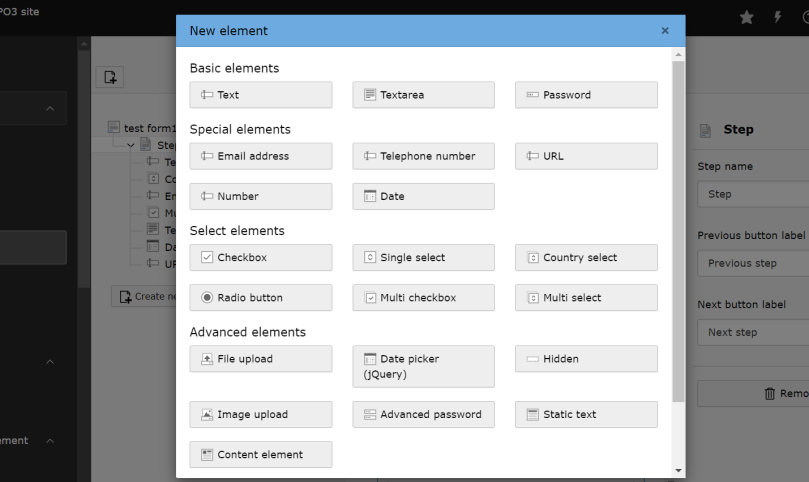 PO3 site
New element
×
Basic elements
Text
Textarea
Password
Special elements
Email address
Telephone number
URL
Number
Date
Select elements
Checkbox
Single select
Country select
Radio button
Multi checkbox
Multi select
Advanced elements
File upload
Date picker
(jQuery)
Hidden
Image upload
Advanced password
Static text
Content element
test form1
Step
Te
Co
En
Mu
Te
Da
UR
Create ne
ement
Step
Step name
Step
Previous button label
Previous step
Next button label
Next step
Remo